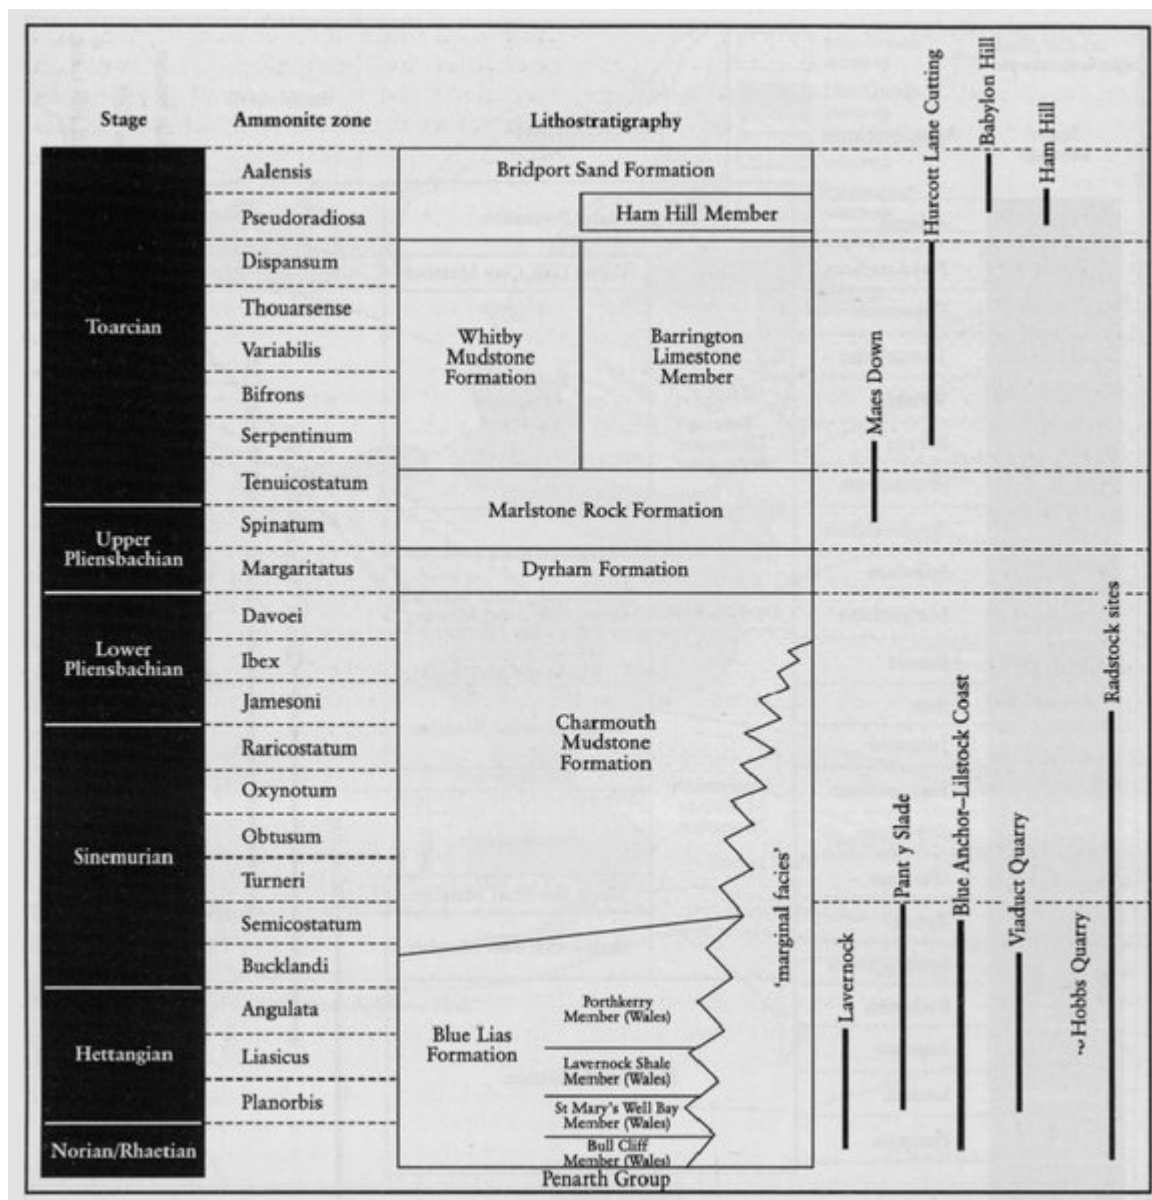 Stage
Ammonite zone
Lithostratigraphy
Toarcian
Upper
Pliensbachian
Lower
Pliensbachian
Sinemurian
Hettangian
Norian/Rhaetian
Aalensis
Pseudoradiosa
Dispansum
Thouarsense
Variabilis
Bifrons
Serpentinum
Tenuicostatum
Spinatum
Margaritatus
Davoei
Ibex
Jamesoni
Raricostatum
Oxynotum
Obtusum
Turneri
Semicostatum
Bucklandi
Angulata
Liasicus
Planorbis
Bridport Sand Formation
Ham Hill Member
Whitby
Mudstone
Formation
Barrington
Limestone
Member
Marlstone Rock Formation
Dyrham Formation
Charmouth
Mudstone
Formation
'marginal facies'
Blue Lias
Formation
Porthkerry
Member (Wales)
Lavernock Shale
Member (Wales)
St Mary's Well Bay
Member (Wales)
Bull Cliff
Member (Wales)
Penarth Group
Lavernock
Maes Down
Pant y Slade
Hurcott Lane Cutting
Blue Anchor–Lilstock Coast
Babylon Hill
Viaduct Quarry
Ham Hill
Hobbs Quarry
Radstock sites